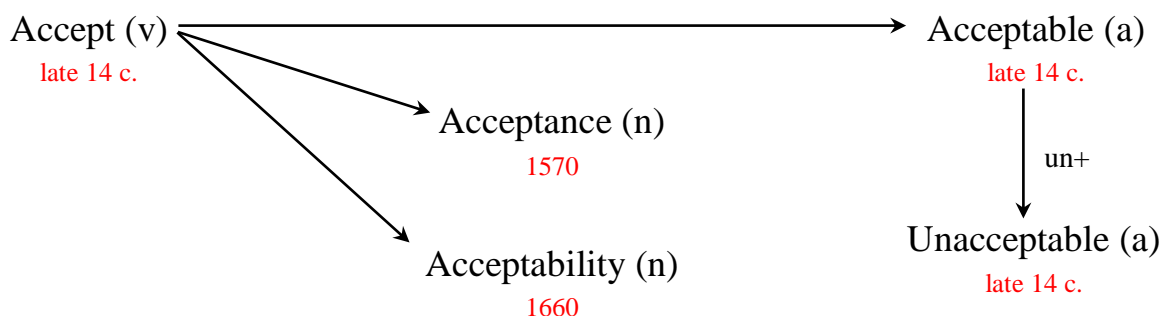 Accept (v)
late 14 c.
Acceptable (a)
late 14 c.
Acceptance (n)
1570
un+
Acceptability (n)
1660
Unacceptable (a)
late 14 c.